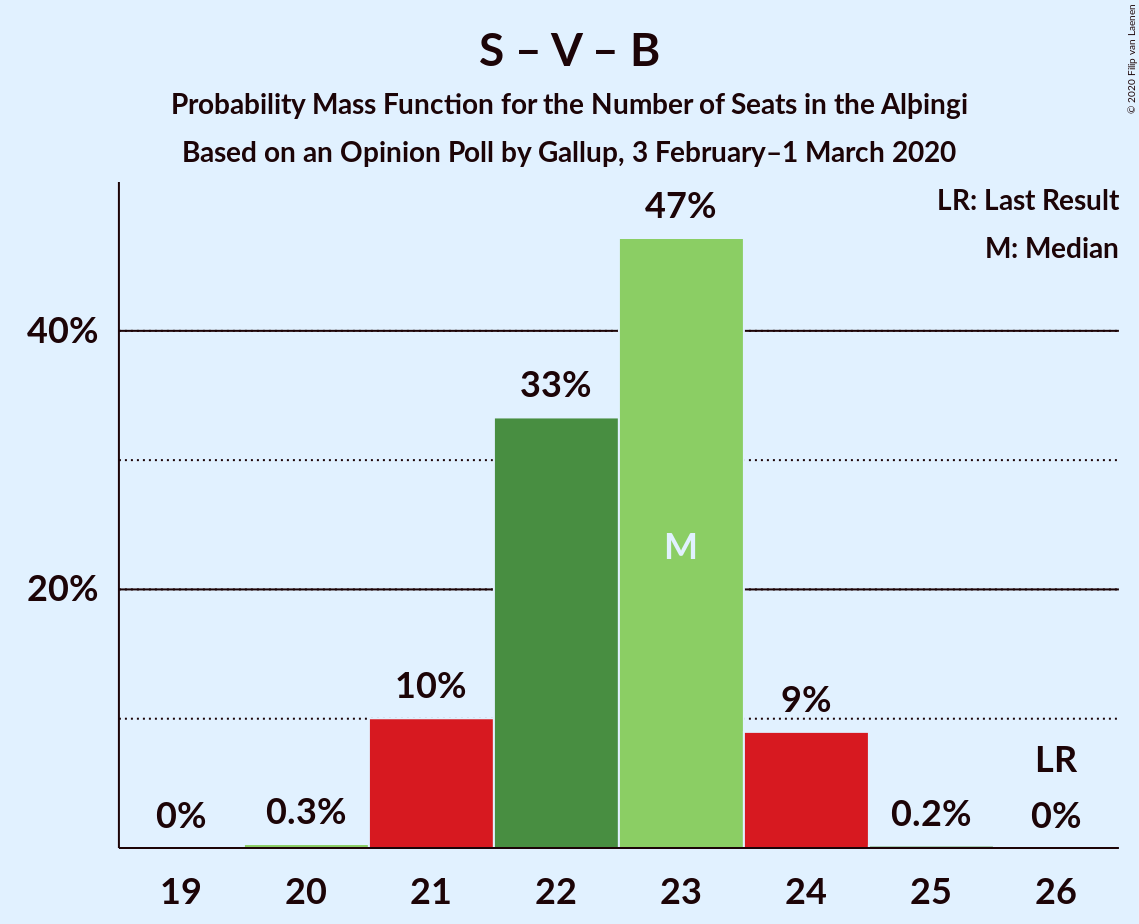 S – V – B
Probability Mass Function for the Number of Seats in the Alþingi
Based on an Opinion Poll by Gallup, 3 February–1 March 2020
© 2020 Filip van Laenen
LR: Last Result
M: Median
40%
20%
0%
0.3%
10%
33%
47%
M
9%
0.2%
LR
0%
19 20 21 22 23 24 25 26